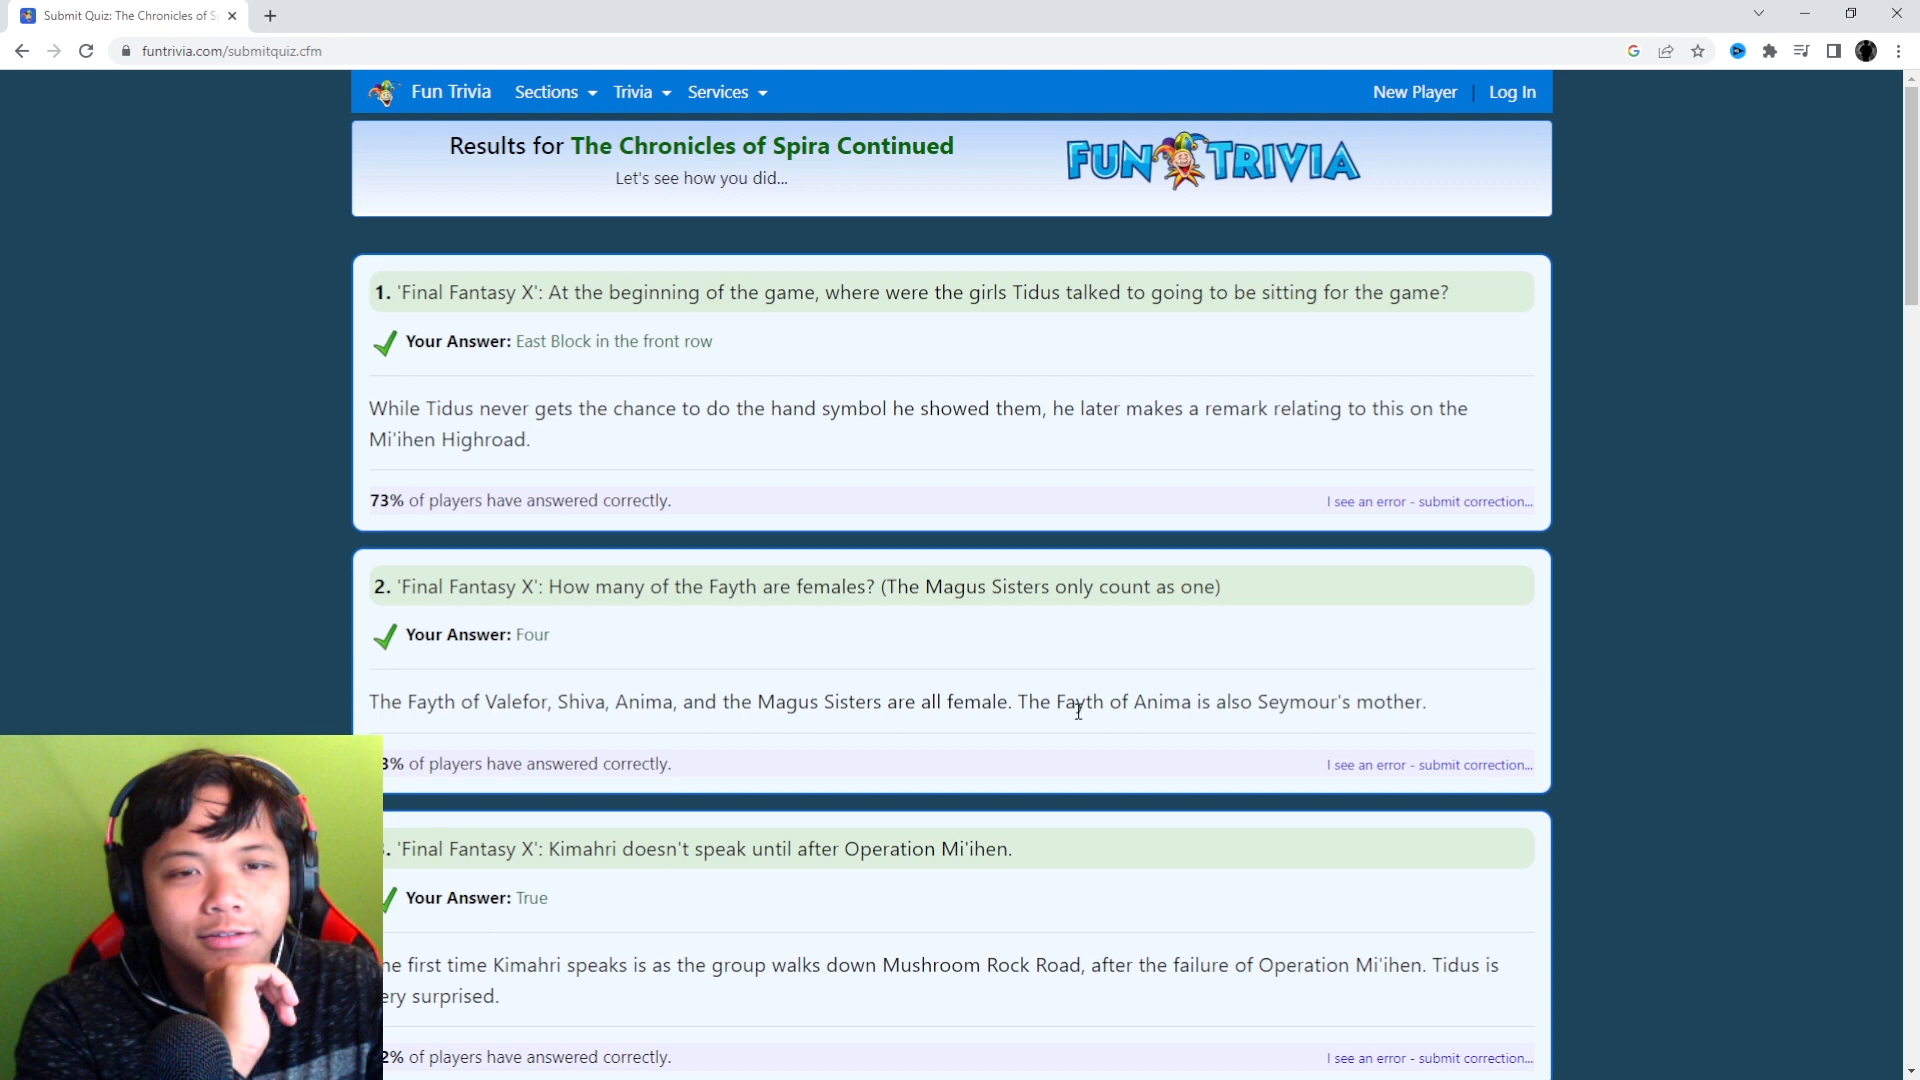 Submit Quiz: The Chronicles of S
funtrivia.com/submitquiz.cfm
Fun Trivia Sections Trivia Services New Player | Log In
Results for The Chronicles of Spira Continued
Let's see how you did...
FUN TRIVIA
1. 'Final Fantasy X': At the beginning of the game, where were the girls Tidus talked to going to be sitting for the game?
Your Answer: East Block in the front row
While Tidus never gets the chance to do the hand symbol he showed them, he later makes a remark relating to this on the
Mi'ihen Highroad.
73% of players have answered correctly. I see an error - submit correction...
2. 'Final Fantasy X': How many of the Fayth are females? (The Magus Sisters only count as one)
Your Answer: Four
The Fayth of Valefor, Shiva, Anima, and the Magus Sisters are all female. The Fayth of Anima is also Seymour's mother.
3% of players have answered correctly. I see an error - submit correction...
. 'Final Fantasy X': Kimahri doesn't speak until after Operation Mi'ihen.
Your Answer: True
he first time Kimahri speaks is as the group walks down Mushroom Rock Road, after the failure of Operation Mi'ihen. Tidus is
ery surprised.
2% of players have answered correctly. I see an error - submit correction...